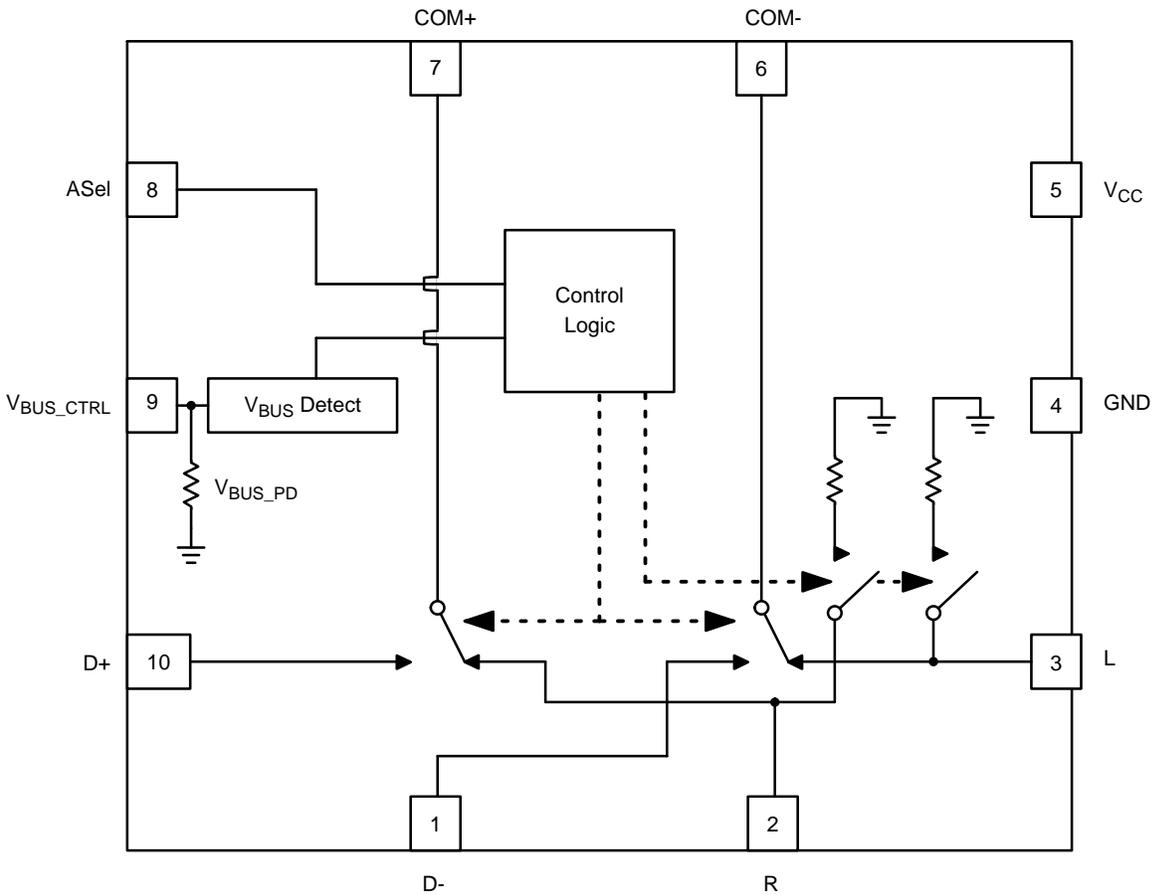 COM+ COM-
7 6
ASel 8 5 VCC
Control
Logic
VBUS_CTRL 9 VBUS Detect 4 GND
VBUS_PD
D+ 10 3 L
1 2
D- R